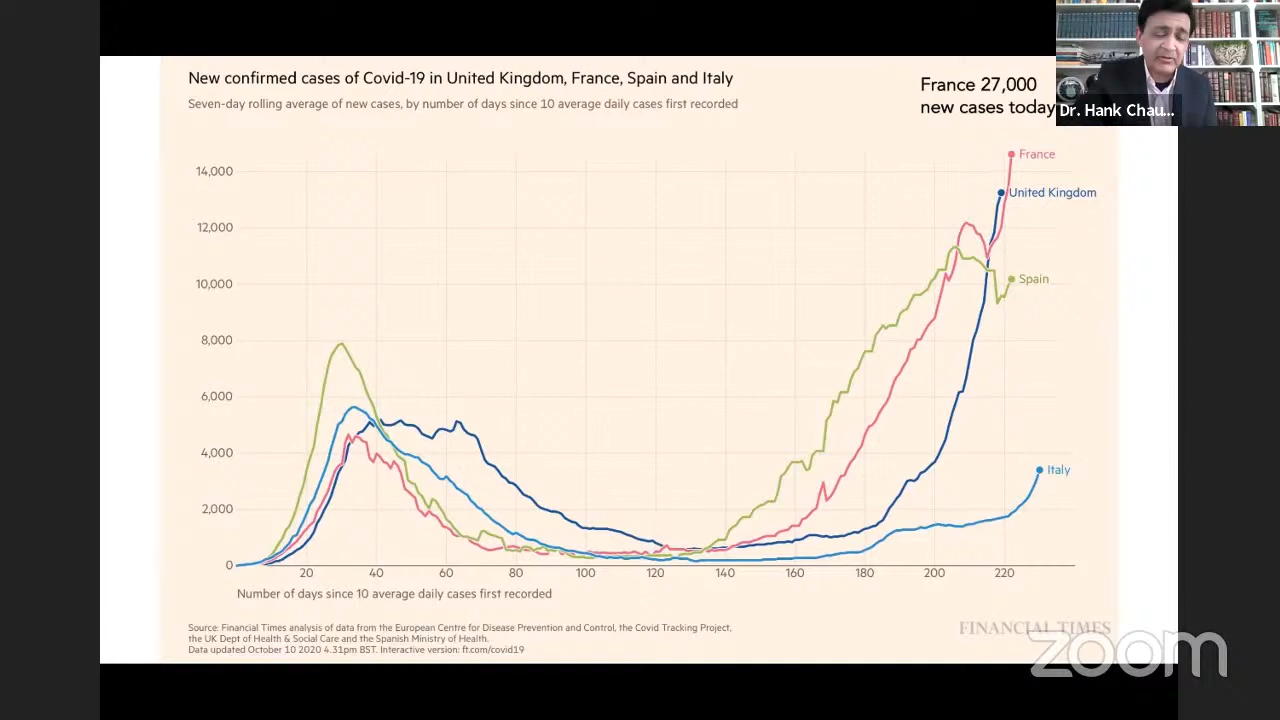 New confirmed cases of Covid-19 in United Kingdom, France, Spain and Italy
Seven-day rolling average of new cases, by number of days since 10 average daily cases first recorded
France 27,000
new cases today
Dr. Hank Chau...
14,000
12,000
10,000
8,000
6,000
4,000
2,000
0
France
United Kingdom
Spain
Italy
20 40 60 80 100 120 140 160 180 200 220
Number of days since 10 average daily cases first recorded
Source: Financial Times analysis of data from the European Centre for Disease Prevention and Control, the Covid Tracking Project,
the UK Dept of Health & Social Care and the Spanish Ministry of Health.
Data updated October 10 2020 4.31pm BST. Interactive version: ft.com/covid19
FINANCIAL TIMES
zoom